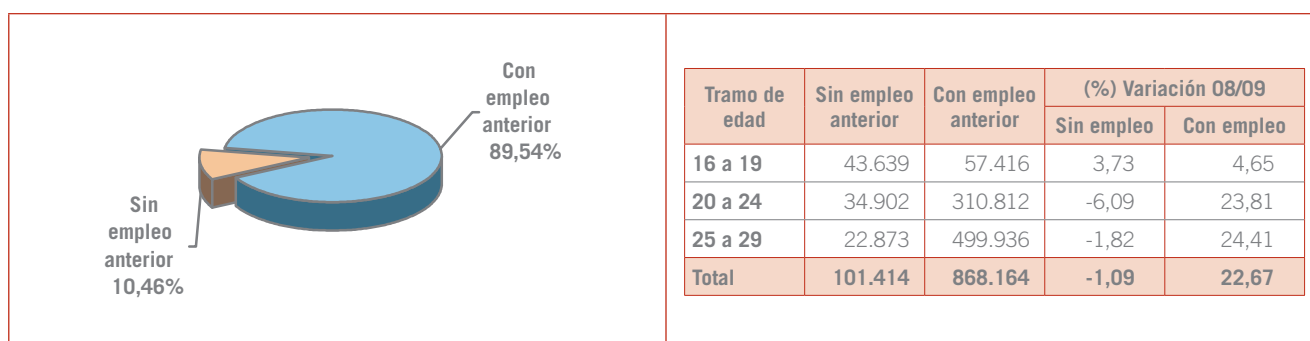 Con
empleo
anterior
89,54%
Sin
empleo
anterior
10,46%
Tramo de edad Sin empleo anterior Con empleo anterior (%) Variación 08/09
Sin empleo Con empleo
16 a 19 43.639 57.416 3,73 4,65
20 a 24 34.902 310.812 -6,09 23,81
25 a 29 22.873 499.936 -1,82 24,41
Total 101.414 868.164 -1,09 22,67